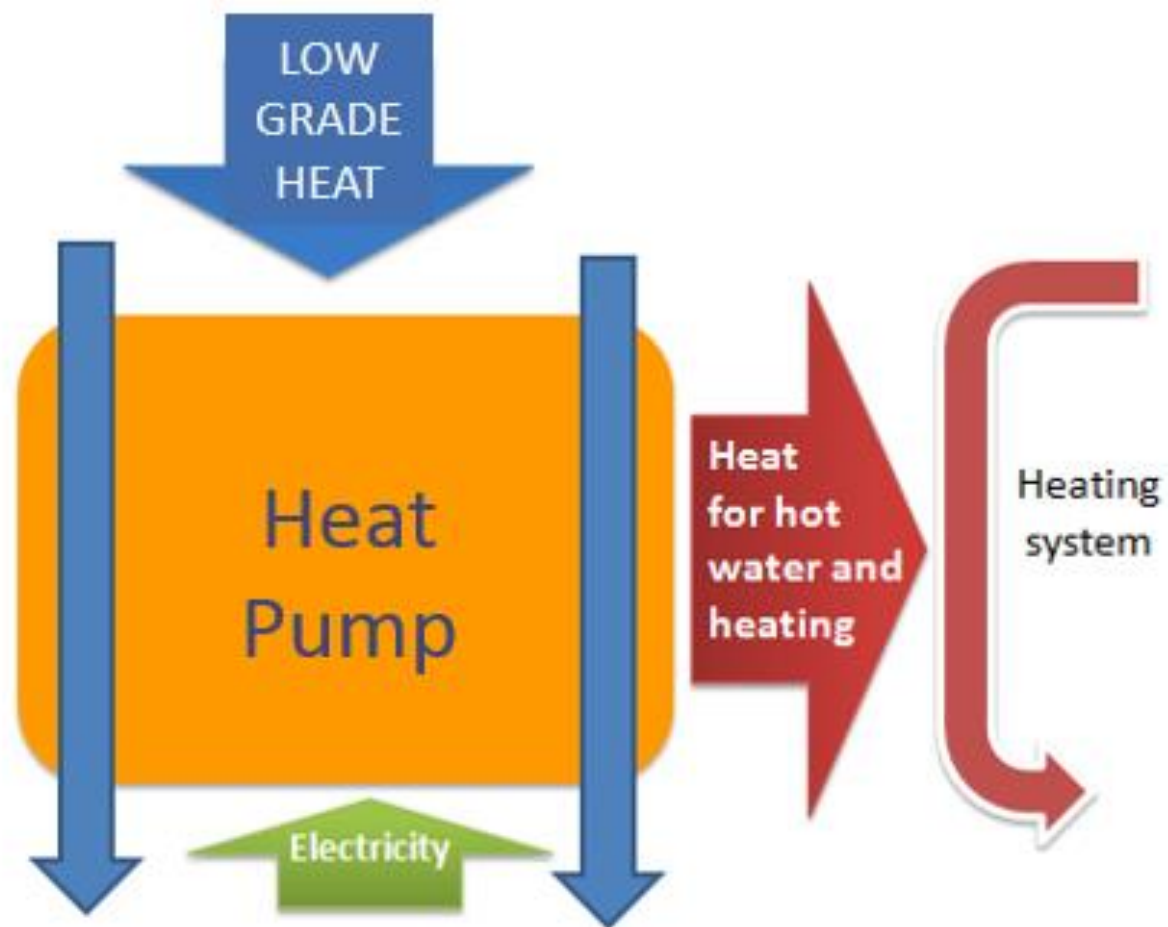 LOW
GRADE
HEAT
Heat
Pump
Heat
for hot
water and
heating
Heating
system
Electricity